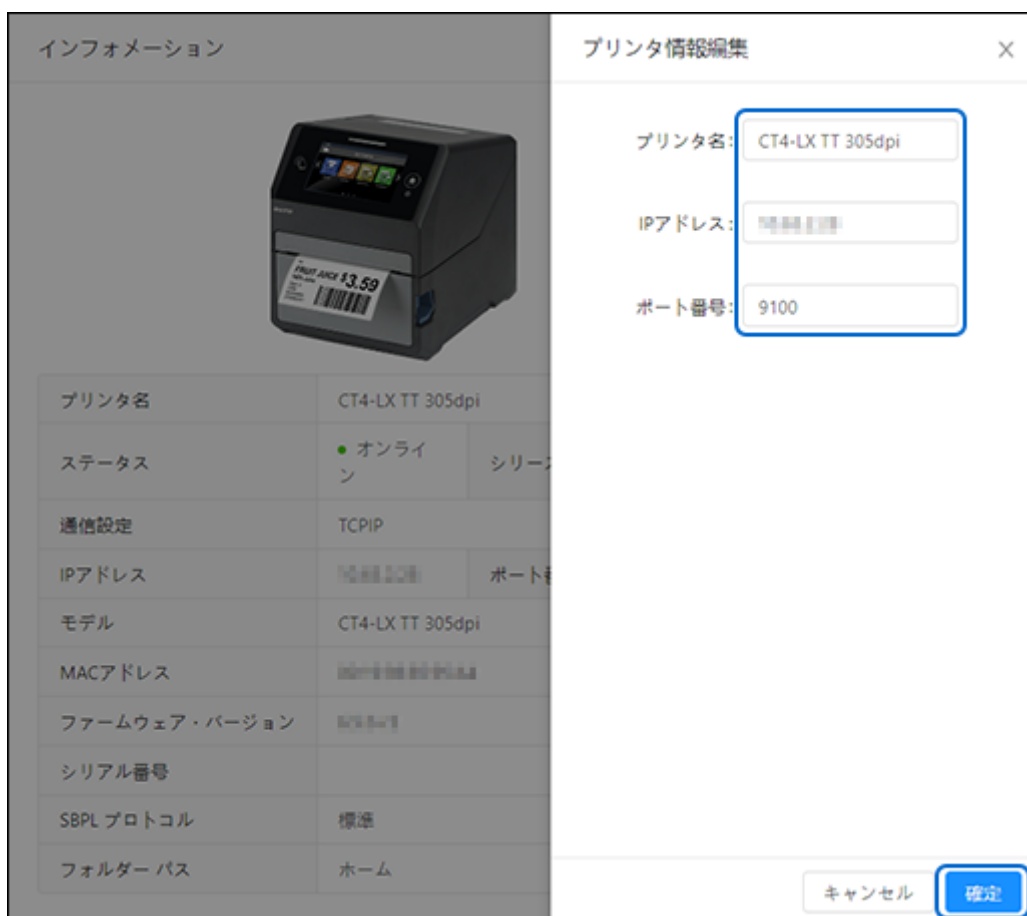 インフォメーション
プリンタ情報編集
プリンタ名:
CT4-LX TT 305dpi
IPアドレス:
ポート番号:
9100
FRUIT JUICE $3.59
プリンタ名
CT4-LX TT 305dpi
ステータス
オンライ
ン
シリーズ
通信設定
TCPIP
IPアドレス
ポート番
モデル
CT4-LX TT 305dpi
MACアドレス
ファームウェア・バージョン
シリアル番号
SBPL プロトコル
標準
フォルダー パス
ホーム
キャンセル
確定